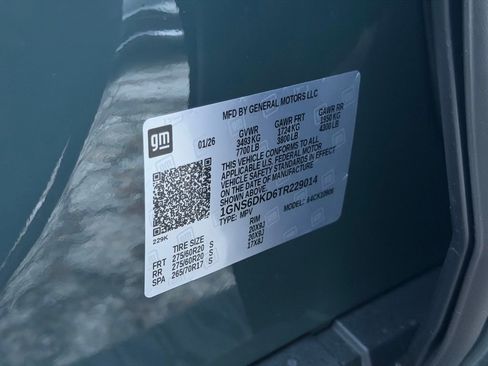 MFD BY GENERAL MOTORS LLC
gm
01/26
GVWR GAWR FRT GAWR RR
3493 KG 1724 KG 1950 KG
7700 LB 3800 LB 4300 LB
THIS VEHICLE CONFORMS TO ALL
APPLICABLE U.S. FEDERAL MOTOR
VEHICLE SAFETY STANDARDS IN EFFECT
ON THE DATE OF MANUFACTURE
SHOWN ABOVE.
1GNS6DKD6TR229014
TYPE: MPV MODEL:
229K
TIRE SIZE RIM
FRT 275/60R20 S 20X9J
RR 275/60R20 S 20X9J
SPA 265/70R17 S 17X8J